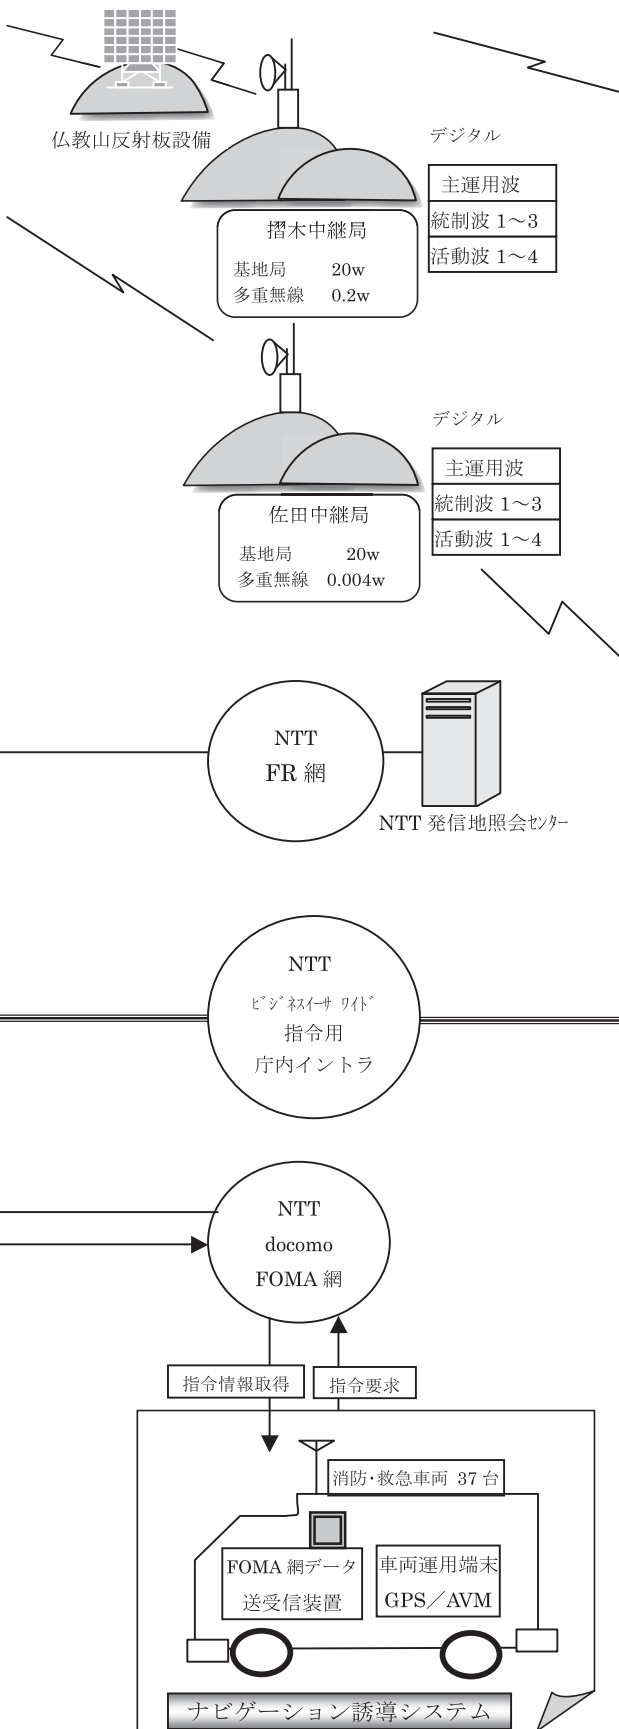 仏教山反射板設備
デジタル
主運用波
統制波 1～3
活動波 1～4
摺木中継局
基地局 20w
多重無線 0.2w
デジタル
主運用波
統制波 1～3
活動波 1～4
佐田中継局
基地局 20w
多重無線 0.004w
NTT
FR 網
NTT 発信地照会ｾﾝﾀｰ
NTT
ﾋﾞｼﾞﾈｽｲｰｻ ﾜｲﾄﾞ
指令用
庁内イントラ
NTT
docomo
FOMA 網
指令情報取得
指令要求
消防・救急車両 37 台
FOMA 網データ
送受信装置
車両運用端末
GPS／AVM
ナビゲーション誘導システム